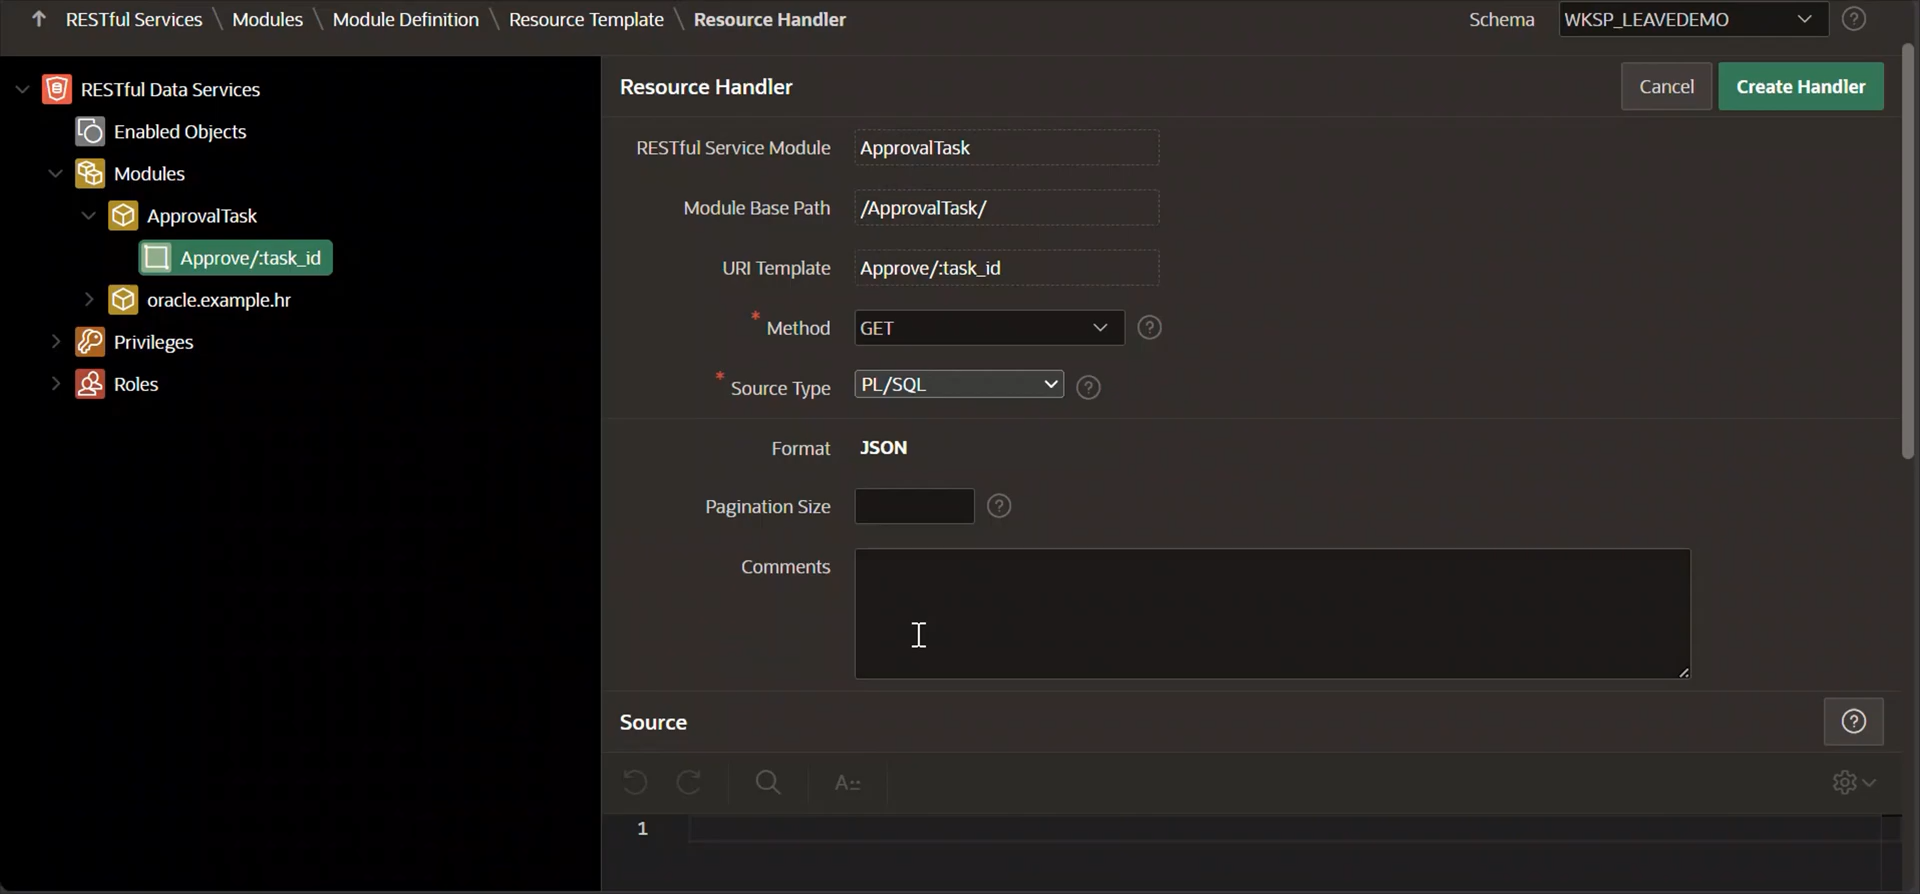 RESTful Services \ Modules \ Module Definition \ Resource Template \ Resource Handler
Schema WKSP_LEAVEDEMO
RESTful Data Services
Enabled Objects
Modules
ApprovalTask
Approve/:task_id
oracle.example.hr
Privileges
Roles
Resource Handler
Cancel
Create Handler
RESTful Service Module ApprovalTask
Module Base Path /ApprovalTask/
URI Template Approve/:task_id
* Method GET
* Source Type PL/SQL
Format JSON
Pagination Size
Comments
Source
A::
1